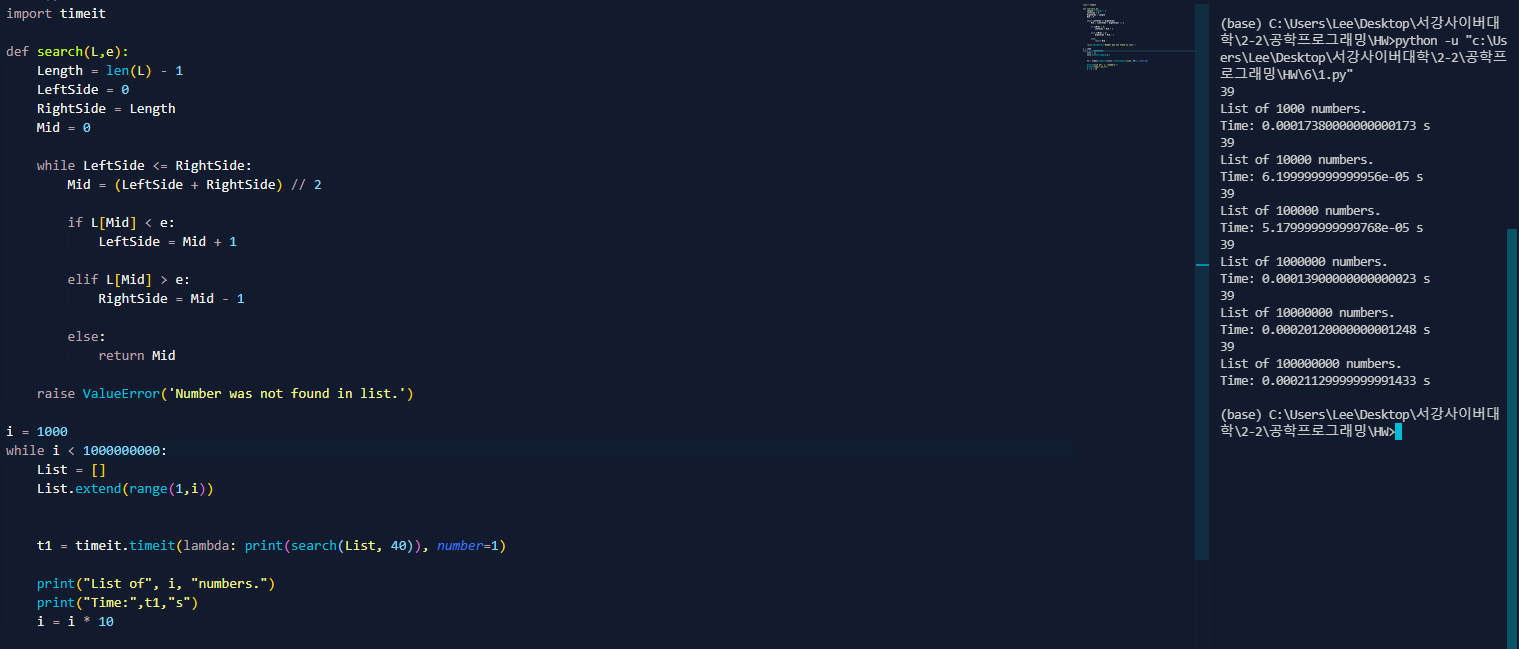 import timeit
def search(L,e):
    Length = len(L) - 1
    LeftSide = 0
    RightSide = Length
    Mid = 0
    while LeftSide <= RightSide:
        Mid = (LeftSide + RightSide) // 2
        if L[Mid] < e:
            LeftSide = Mid + 1
        elif L[Mid] > e:
            RightSide = Mid - 1
        else:
            return Mid
    raise ValueError('Number was not found in list.')
i = 1000
while i < 1000000000:
    List = []
    List.extend(range(1,i))
    t1 = timeit.timeit(lambda: print(search(List, 40)), number=1)
    print("List of", i, "numbers.")
    print("Time:",t1,"s")
    i = i * 10
(base) C:\Users\Lee\Desktop\서강사이버대
학\2-2\공학프로그래밍\HW>python -u "c:\Us
ers\Lee\Desktop\서강사이버대학\2-2\공학프
로그래밍\HW\6\1.py"
39
List of 1000 numbers.
Time: 0.00017380000000000173 s
39
List of 10000 numbers.
Time: 6.199999999999956e-05 s
39
List of 100000 numbers.
Time: 5.179999999999768e-05 s
39
List of 1000000 numbers.
Time: 0.00013900000000000023 s
39
List of 10000000 numbers.
Time: 0.00020120000000001248 s
39
List of 100000000 numbers.
Time: 0.00021129999999991433 s
(base) C:\Users\Lee\Desktop\서강사이버대
학\2-2\공학프로그래밍\HW>